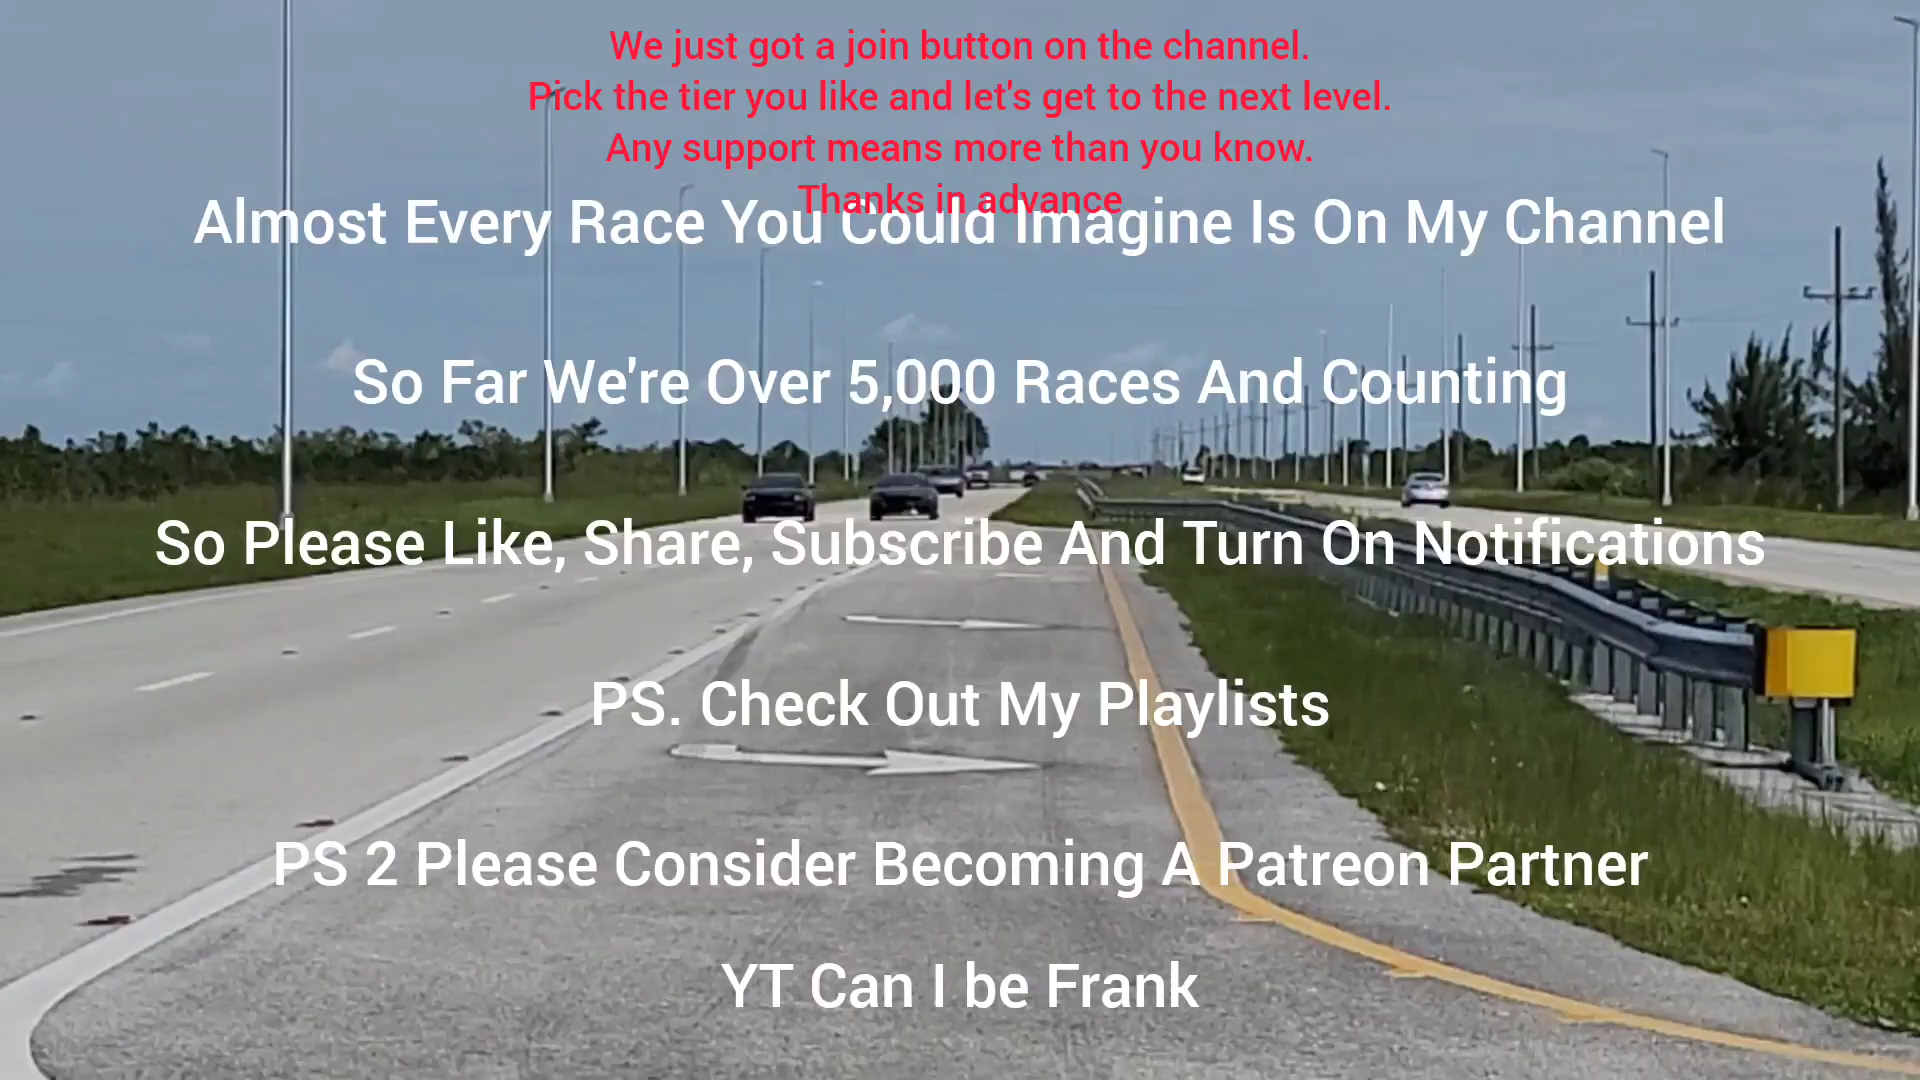 We just got a join button on the channel.
Pick the tier you like and let's get to the next level.
Any support means more than you know.
Thanks in advance
Almost Every Race You Could Imagine Is On My Channel
So Far We're Over 5,000 Races And Counting
So Please Like, Share, Subscribe And Turn On Notifications
PS. Check Out My Playlists
PS 2 Please Consider Becoming A Patreon Partner
YT Can I be Frank